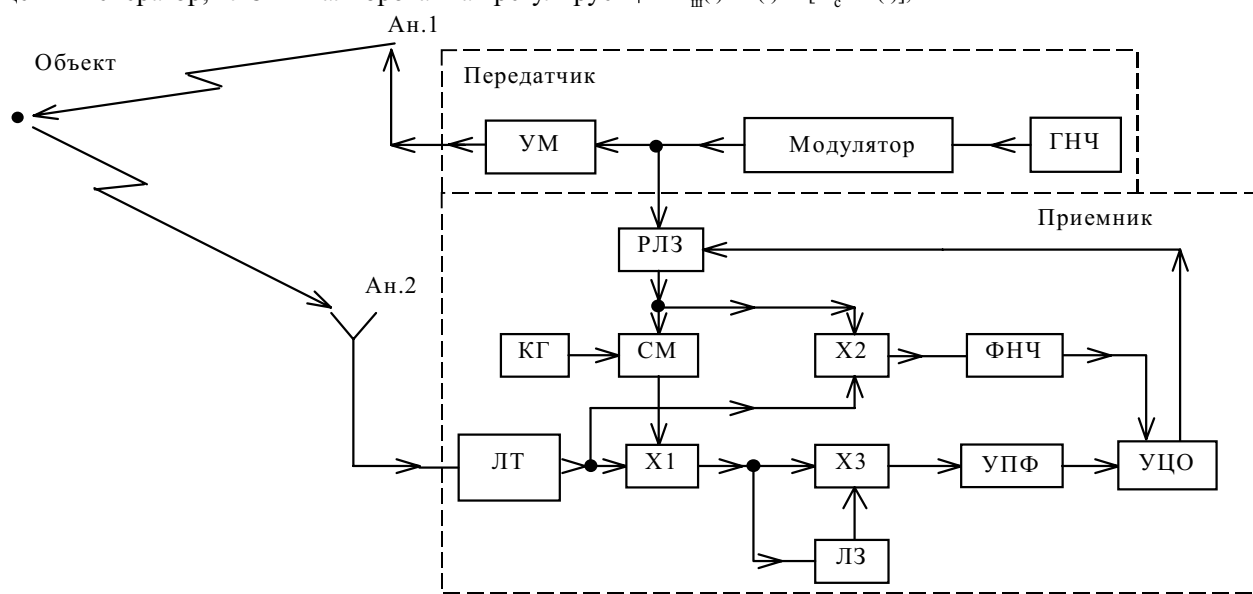 Ан.1
Объект
Передатчик
УМ
Модулятор
ГНЧ
Приемник
РЛЗ
Ан.2
КГ
СМ
Х2
ФНЧ
ЛТ
Х1
Х3
УПФ
УЦО
ЛЗ